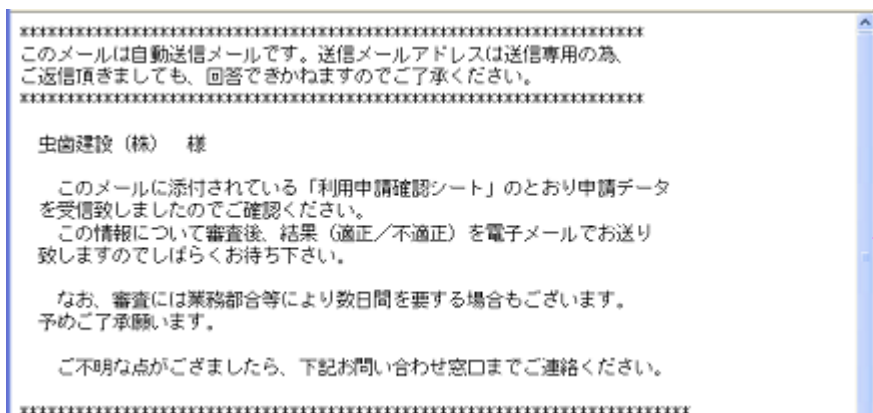 **********************************************************************
このメールは自動送信メールです。送信メールアドレスは送信専用の為、
ご返信頂きましても、回答できかねますのでご了承ください。
**********************************************************************
虫歯建設（株） 様
このメールに添付されている「利用申請確認シート」のとおり申請データ
を受信致しましたのでご確認ください。
この情報について審査後、結果（適正／不適正）を電子メールでお送り
致しますのでしばらくお待ち下さい。
なお、審査には業務都合等により数日間を要する場合もございます。
予めご了承願います。
ご不明な点がござましたら、下記お問い合わせ窓口までご連絡ください。
***************************************************************************